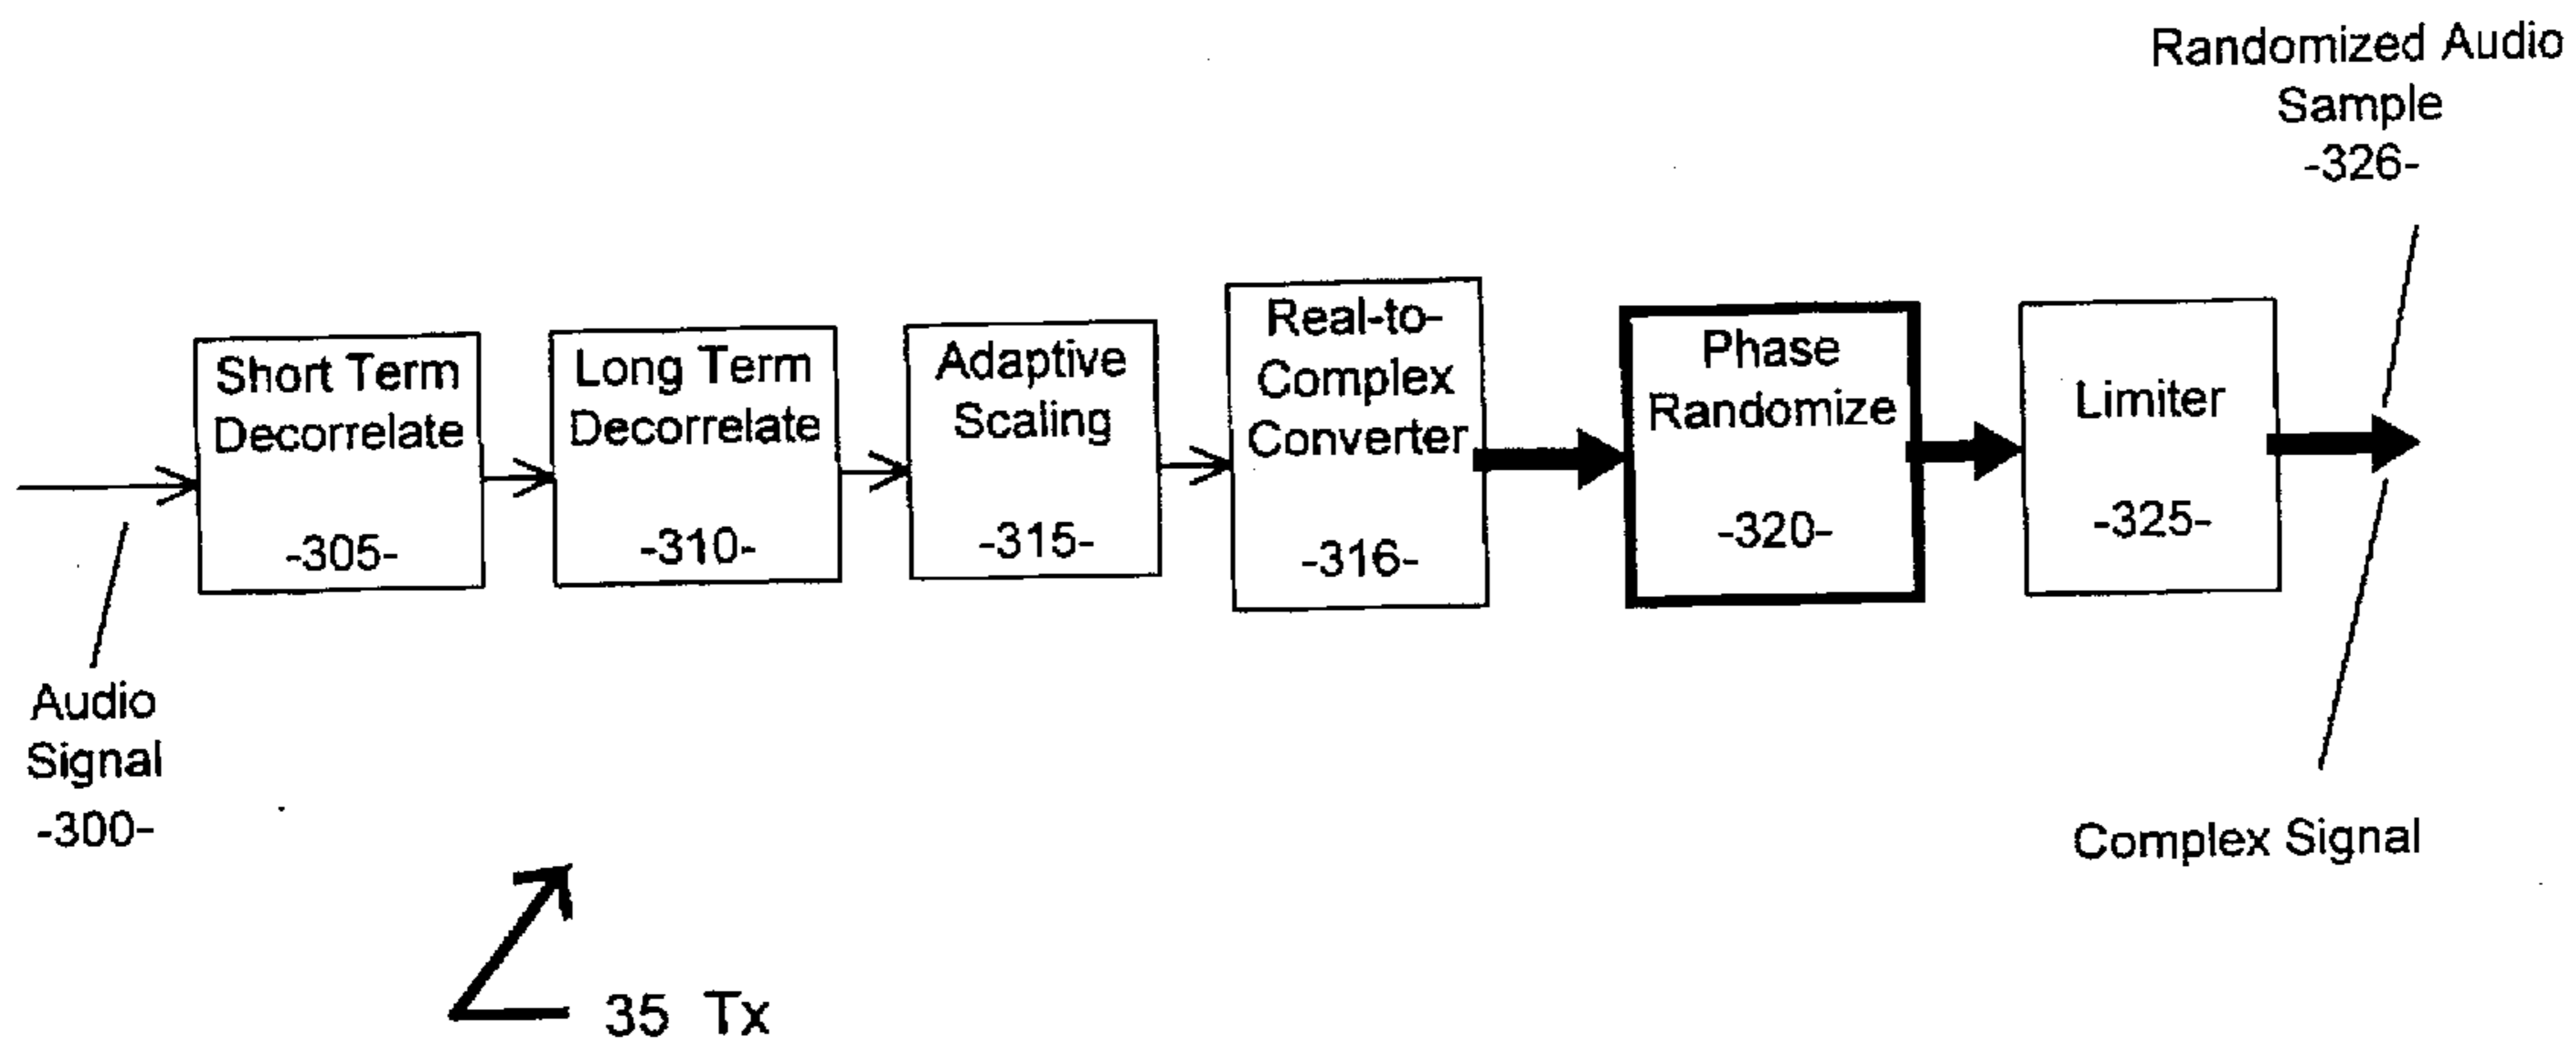 Randomized Audio
Sample
-326-
Short Term
Decorrelate
-305-
Long Term
Decorrelate
-310-
Adaptive
Scaling
-315-
Real-to-
Complex
Converter
-316-
Phase
Randomize
-320-
Limiter
-325-
Audio
Signal
-300-
Complex Signal
35 Tx